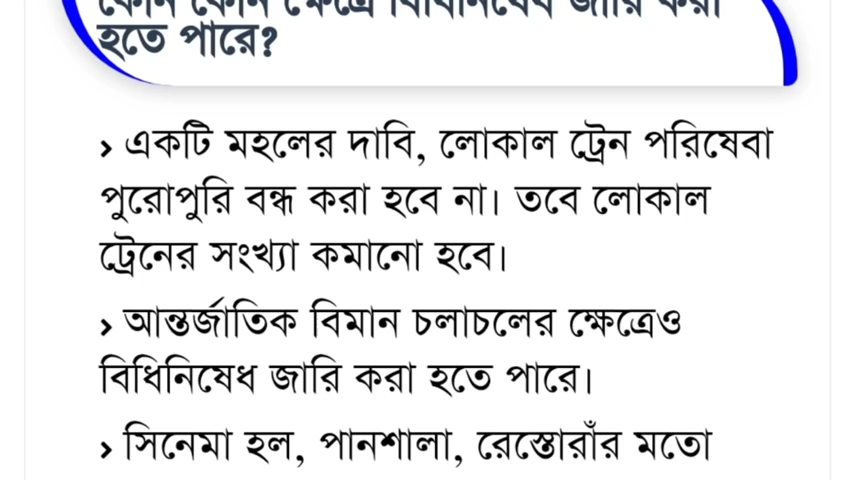 কোন কোন ক্ষেত্রে বিধিনিষেধ জারি করা
হতে পারে?
› একটি মহলের দাবি, লোকাল ট্রেন পরিষেবা
পুরোপুরি বন্ধ করা হবে না। তবে লোকাল
ট্রেনের সংখ্যা কমানো হবে।
› আন্তর্জাতিক বিমান চলাচলের ক্ষেত্রেও
বিধিনিষেধ জারি করা হতে পারে।
› সিনেমা হল, পানশালা, রেস্তোরাঁর মতো